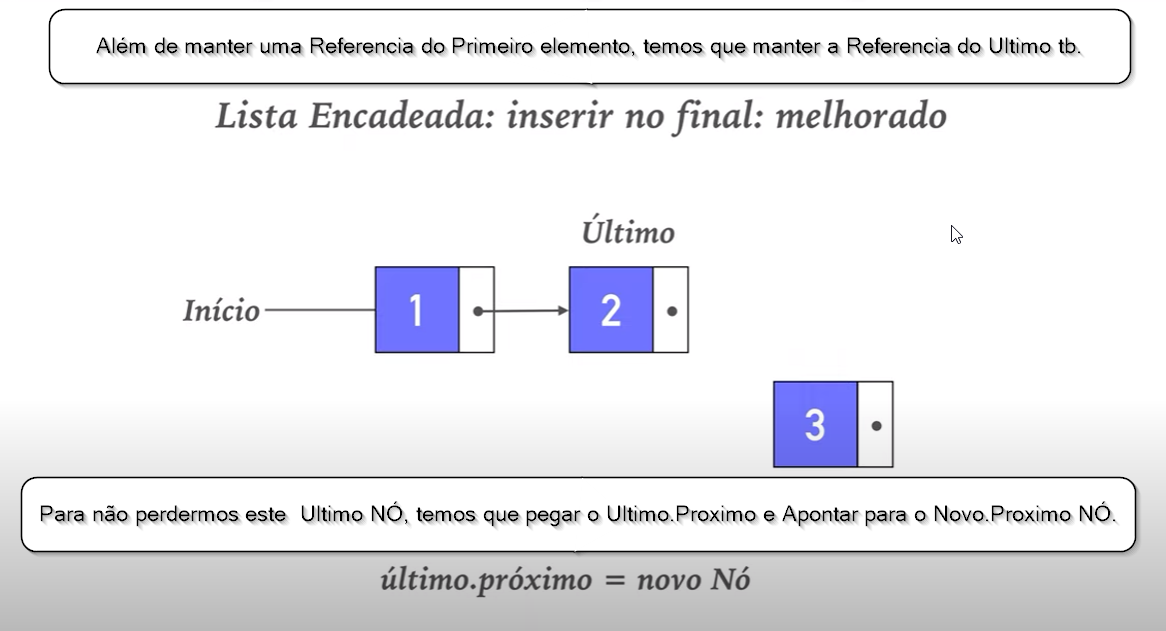 Além de manter uma Referencia do Primeiro elemento, temos que manter a Referencia do Ultimo tb.
Lista Encadeada: inserir no final: melhorado
Último
Início
1
2
3
Para não perdermos este Ultimo NÓ, temos que pegar o Ultimo.Proximo e Apontar para o Novo.Proximo NÓ.
último.próximo = novo Nó